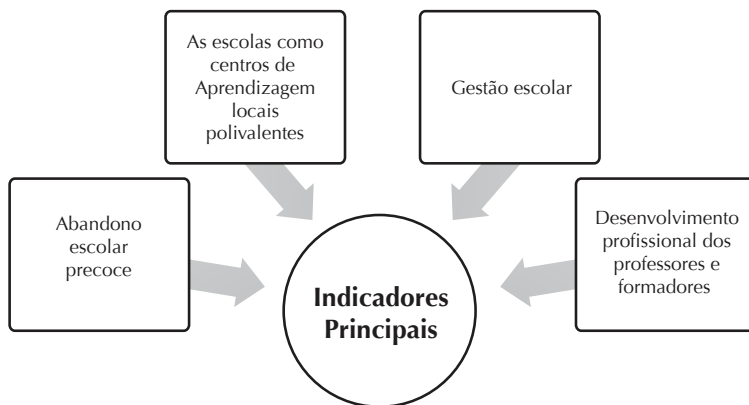 As escolas como
centros de
Aprendizagem
locais
polivalentes
Gestão escolar
Abandono
escolar
precoce
Desenvolvimento
profissional dos
professores e
formadores
Indicadores
Principais